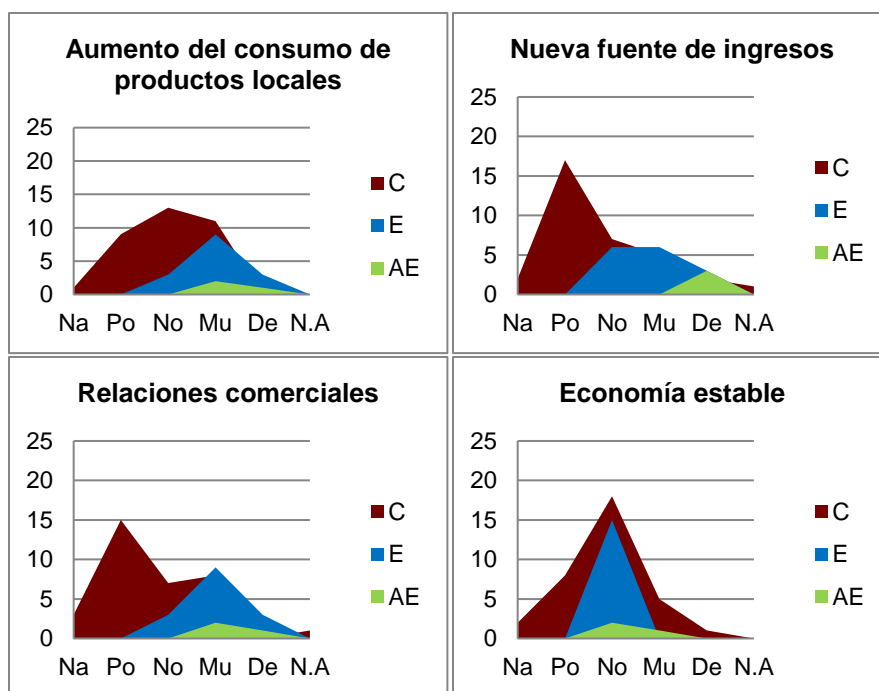 Aumento del consumo de
productos locales
25
20
15
10
5
0
Na Po No Mu De N.A
C
E
AE
Nueva fuente de ingresos
25
20
15
10
5
0
Na Po No Mu De N.A
C
E
AE
Relaciones comerciales
25
20
15
10
5
0
Na Po No Mu De N.A
C
E
AE
Economía estable
25
20
15
10
5
0
Na Po No Mu De N.A
C
E
AE